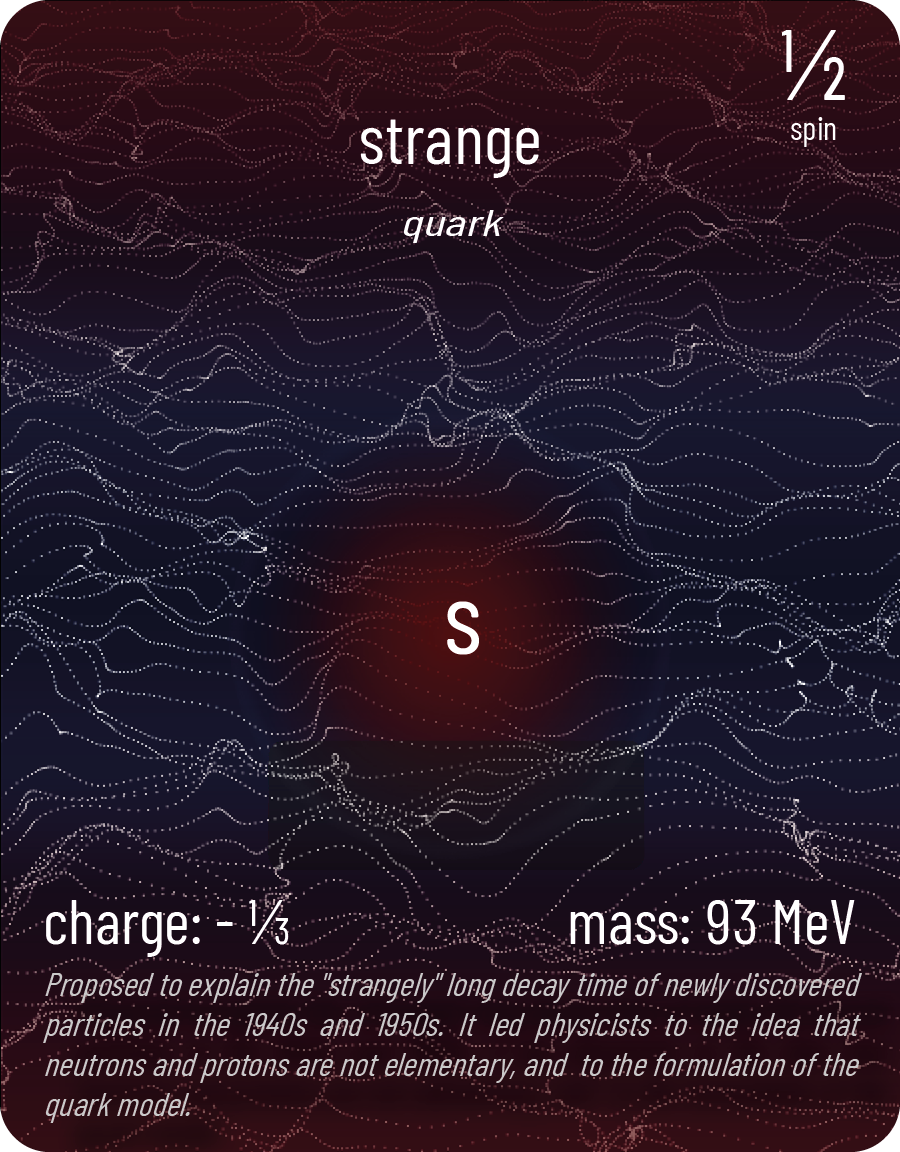 ½
spin
strange
quark
s
charge: - ⅓
mass: 93 MeV
Proposed to explain the "strangely" long decay time of newly discovered
particles in the 1940s and 1950s. It led physicists to the idea that
neutrons and protons are not elementary, and to the formulation of the
quark model.